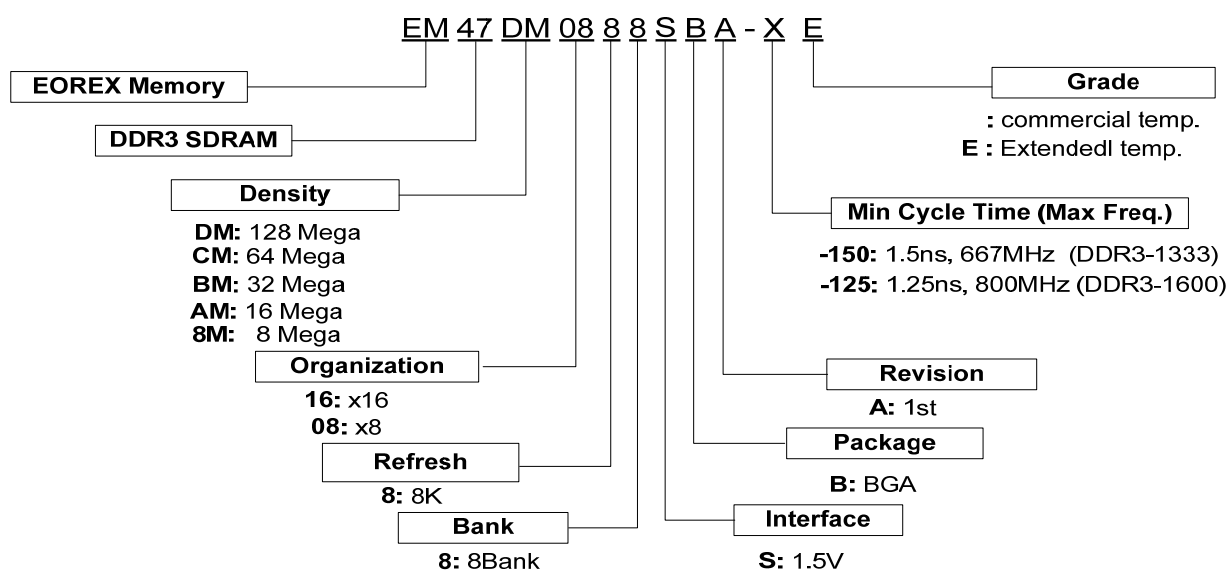 EM 47 DM 08 8 8 S B A - X E
EOREX Memory
Grade
: commercial temp.
E : Extendedl temp.
DDR3 SDRAM
Density
DM: 128 Mega
CM: 64 Mega
BM: 32 Mega
AM: 16 Mega
8M: 8 Mega
Min Cycle Time (Max Freq.)
-150: 1.5ns, 667MHz (DDR3-1333)
-125: 1.25ns, 800MHz (DDR3-1600)
Organization
16: x16
08: x8
Revision
A: 1st
Refresh
8: 8K
Package
B: BGA
Bank
8: 8Bank
Interface
S: 1.5V